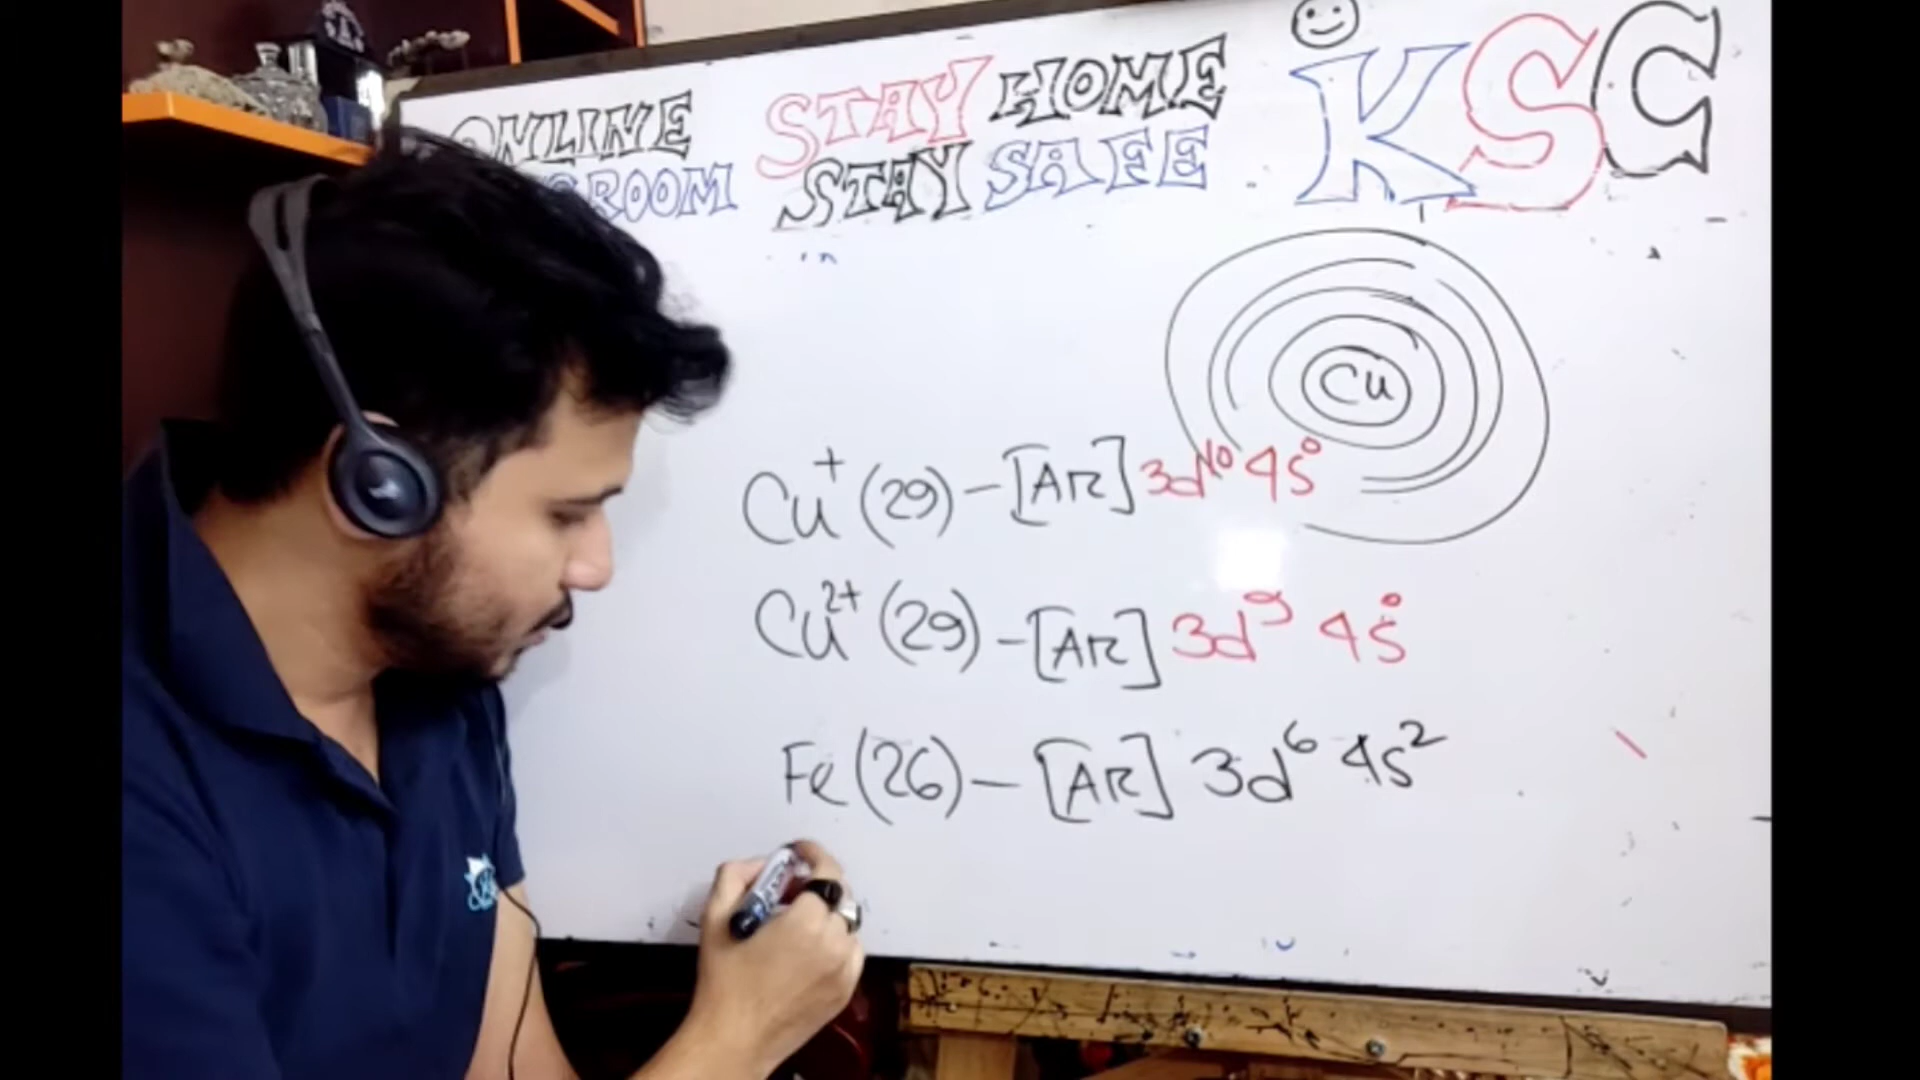 ONLINE STAY HOME KSC
ROOM STAY SAFE
Cu
Cu⁺ (29) - [Ar] 3d¹⁰ 4s⁰
Cu²⁺ (29) - [Ar] 3d⁹ 4s⁰
Fe (26) - [Ar] 3d⁶ 4s²